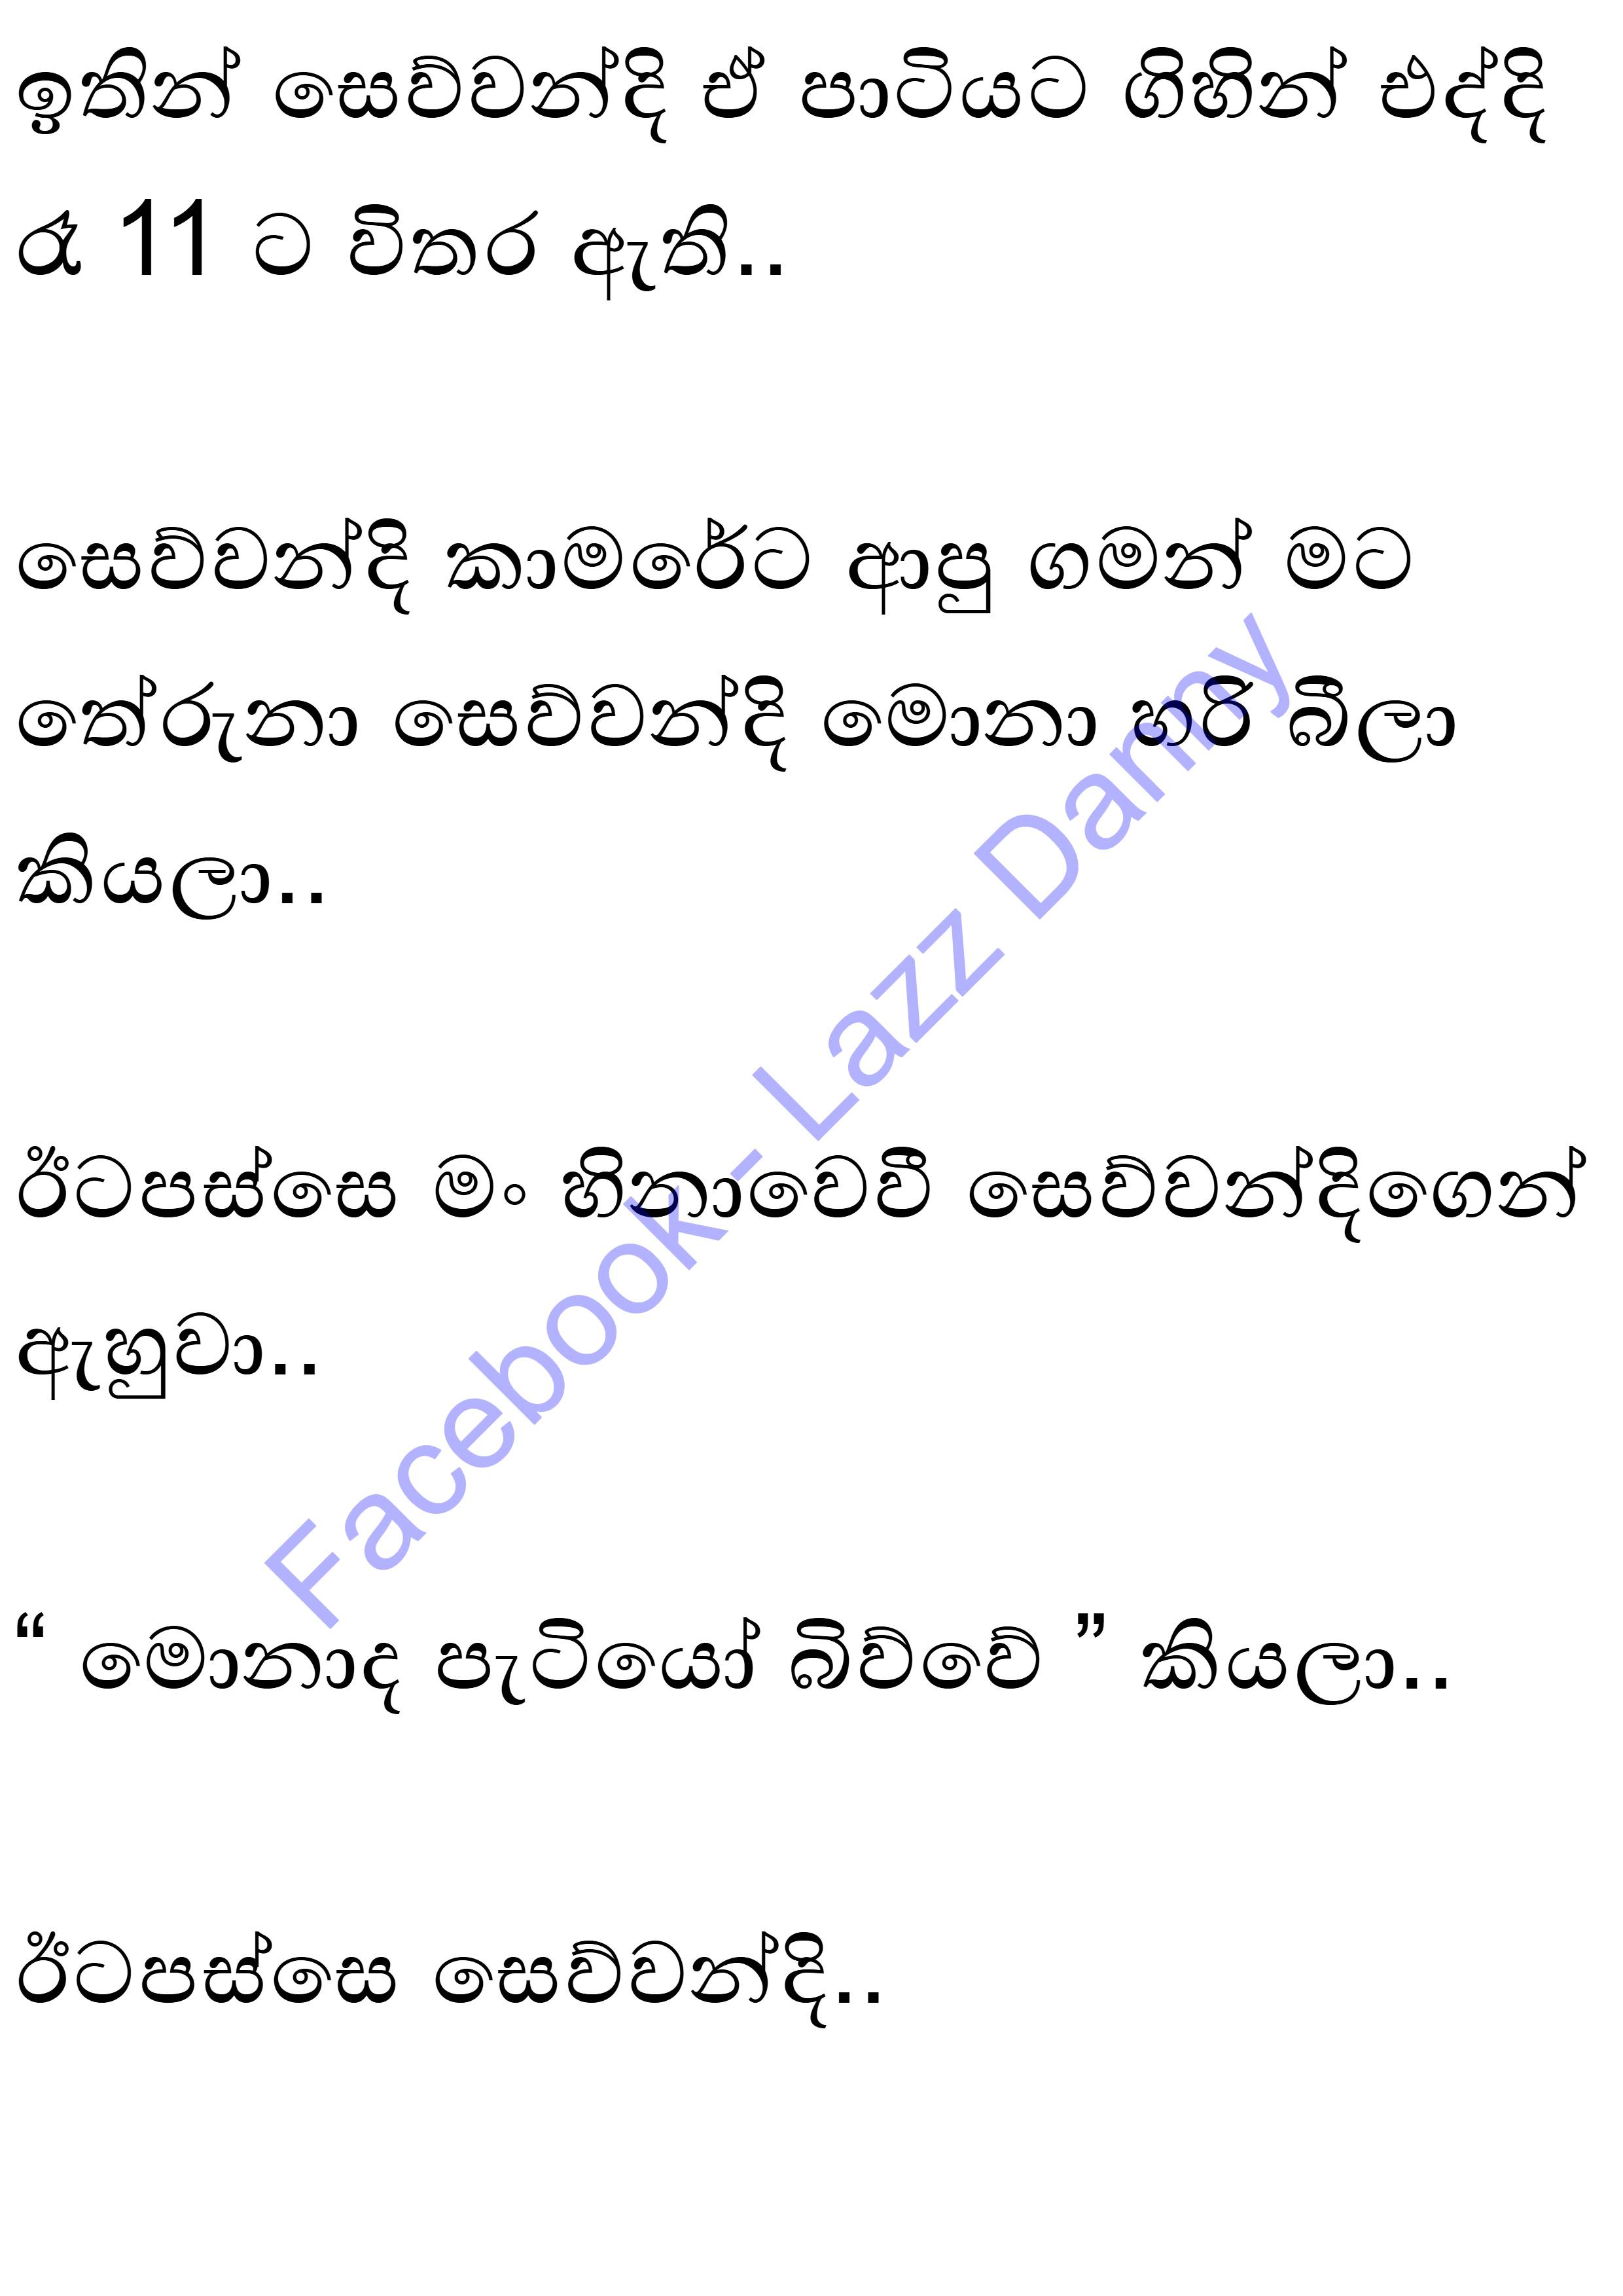 ඉතින් සෙව්වන්දි ඒ පාටියට ගිහින් එද්දි
රෑ 11 ට විතර ඇති..
සෙව්වන්දි කාමරේට ආපු ගමන් මට
තේරුනා සෙව්වන්දි මොනා හරි බීලා
කියලා..
ඊටපස්සෙ මං හිනාවෙවී සෙව්වන්දිගෙන්
ඇහුවා..
“ මොනාද පැටියෝ බිව්වේ ” කියලා..
ඊටපස්සෙ සෙව්වන්දි..
Facebook- Lazz Danny